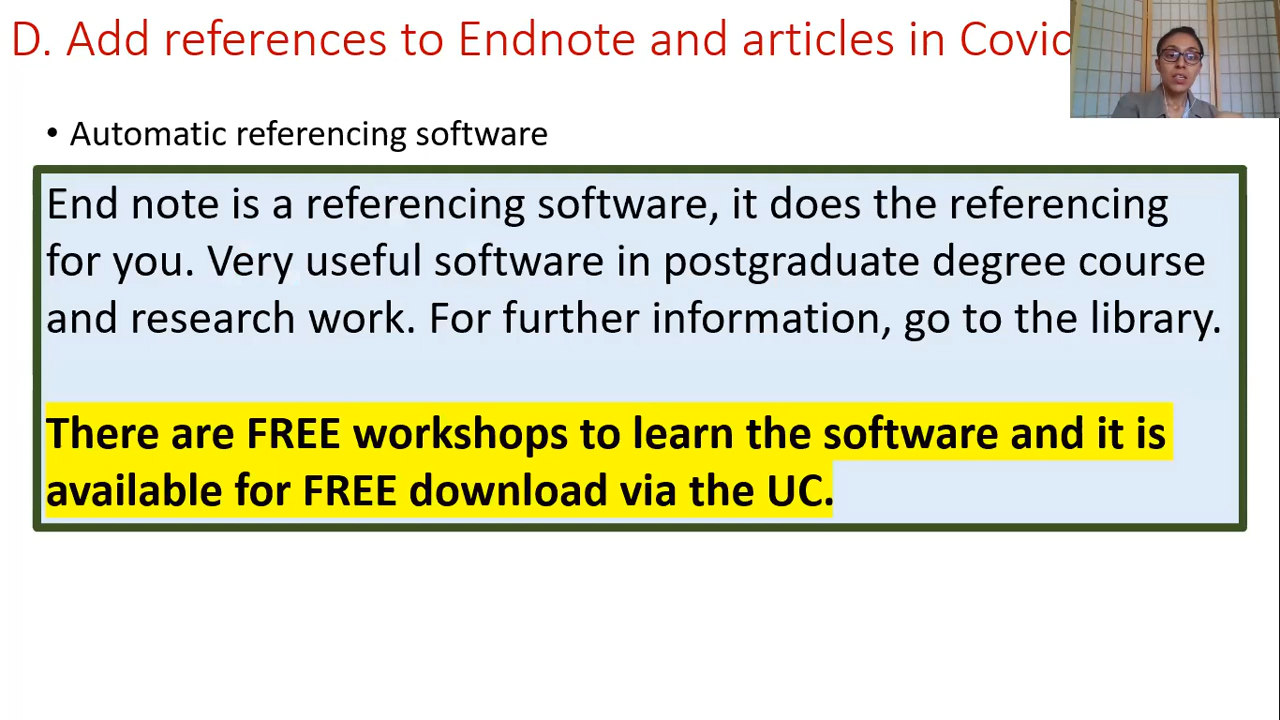 D. Add references to Endnote and articles in Covid
• Automatic referencing software
End note is a referencing software, it does the referencing
for you. Very useful software in postgraduate degree course
and research work. For further information, go to the library.
There are FREE workshops to learn the software and it is
available for FREE download via the UC.